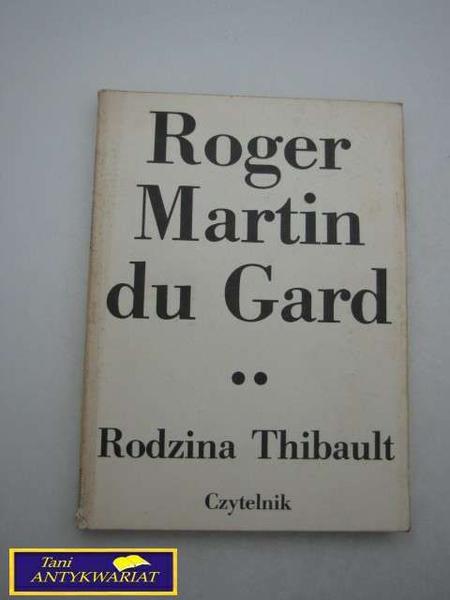 Roger
Martin
du Gard
••
Rodzina Thibault
Czytelnik
Tani
ANTYKWARIAT